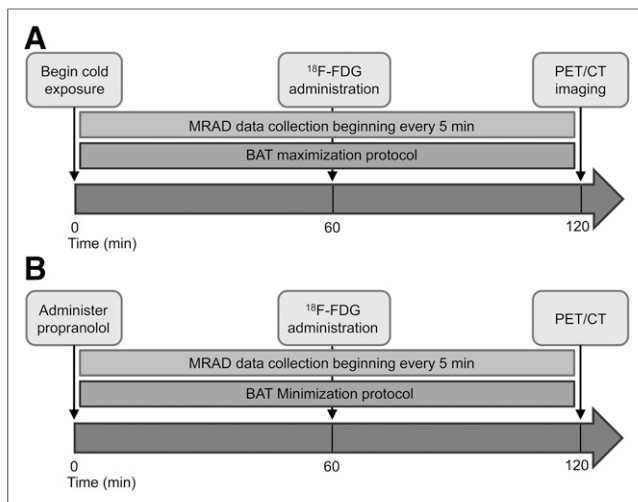 A
Begin cold
exposure
¹⁸F-FDG
administration
PET/CT
imaging
MRAD data collection beginning every 5 min
BAT maximization protocol
0
60
120
Time (min)
B
Administer
propranolol
¹⁸F-FDG
administration
PET/CT
MRAD data collection beginning every 5 min
BAT Minimization protocol
0
60
120
Time (min)